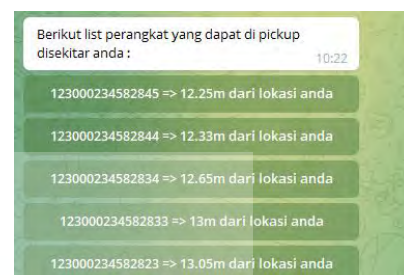 Berikut list perangkat yang dapat di pickup
disekitar anda :
10:22
123000234582845 => 12.25m dari lokasi anda
123000234582844 => 12.33m dari lokasi anda
123000234582834 => 12.65m dari lokasi anda
123000234582833 => 13m dari lokasi anda
123000234582823 => 13.05m dari lokasi anda